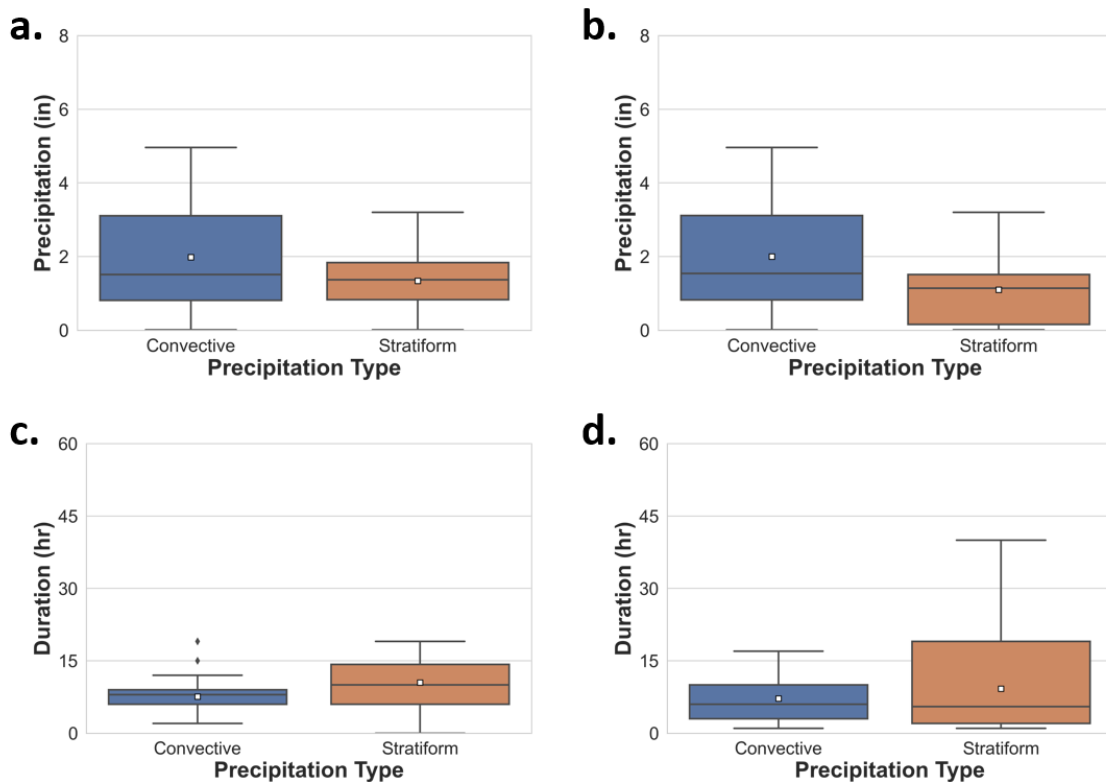 a.
8
6
4
2
0
Precipitation (in)
Convective Stratiform
Precipitation Type
b.
8
6
4
2
0
Precipitation (in)
Convective Stratiform
Precipitation Type
c.
60
45
30
15
0
Duration (hr)
Convective Stratiform
Precipitation Type
d.
60
45
30
15
0
Duration (hr)
Convective Stratiform
Precipitation Type